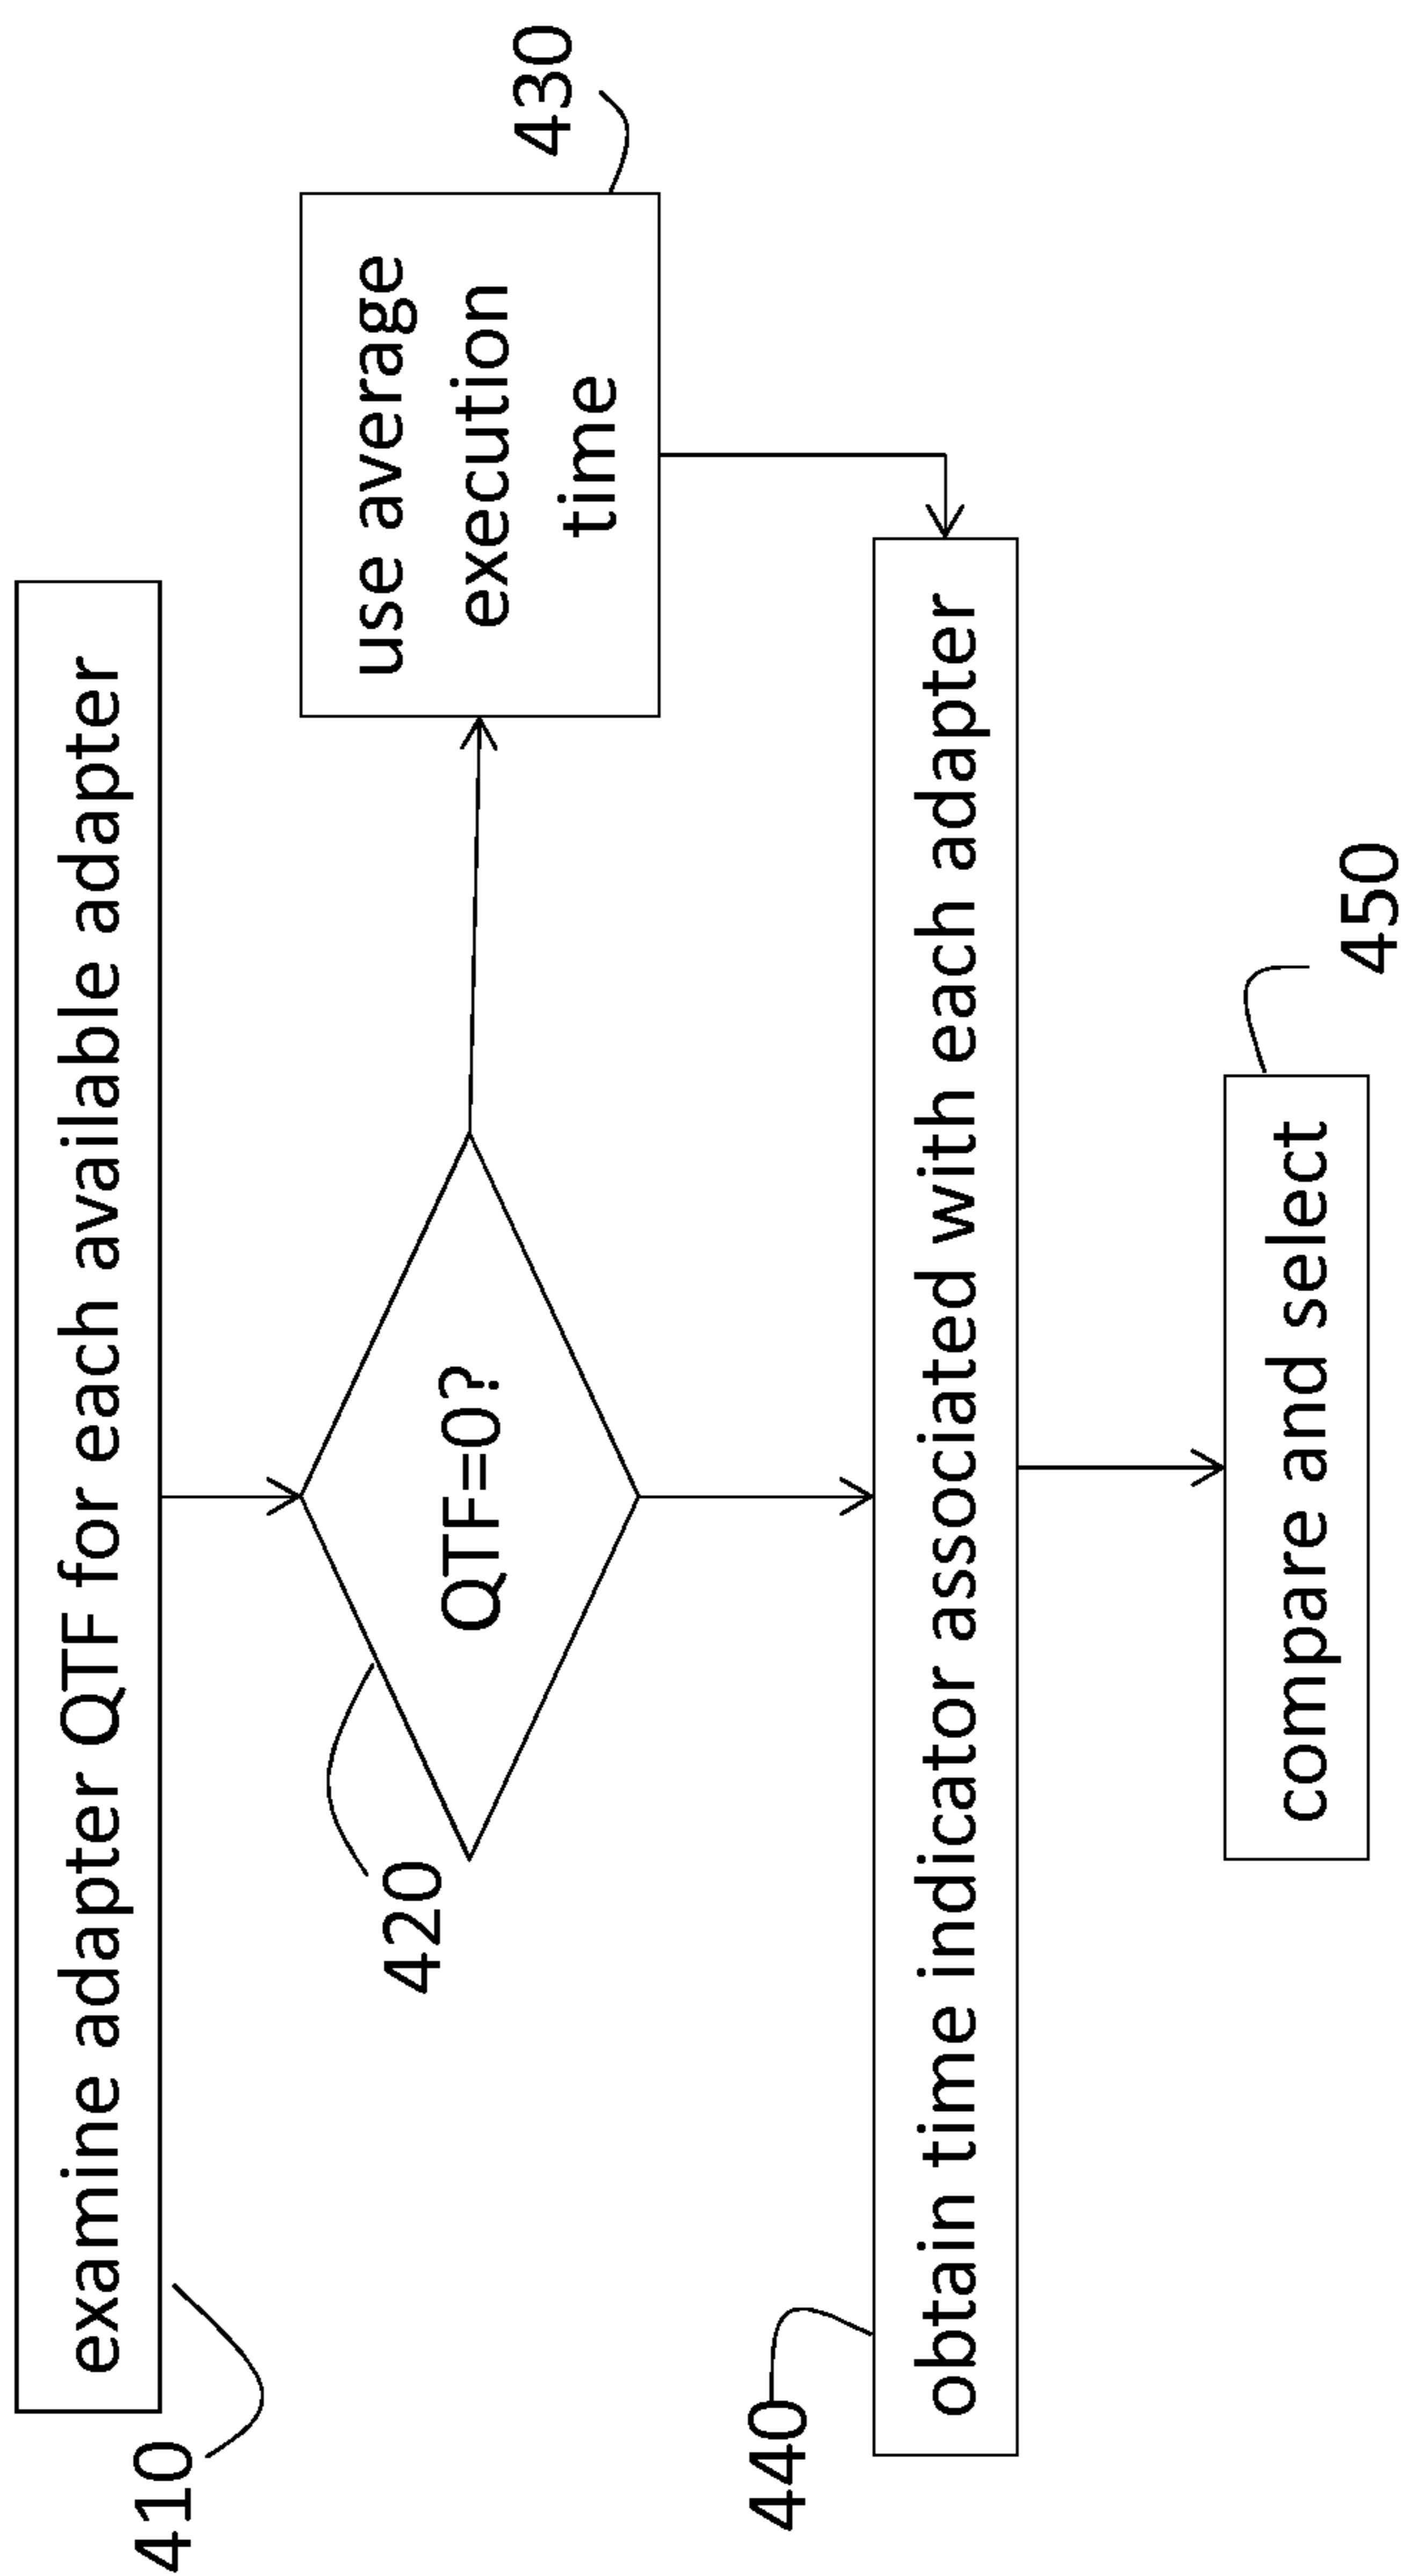 410
examine adapter QTF for each available adapter
420
QTF=0?
use average
execution
time
430
440
obtain time indicator associated with each adapter
compare and select
450